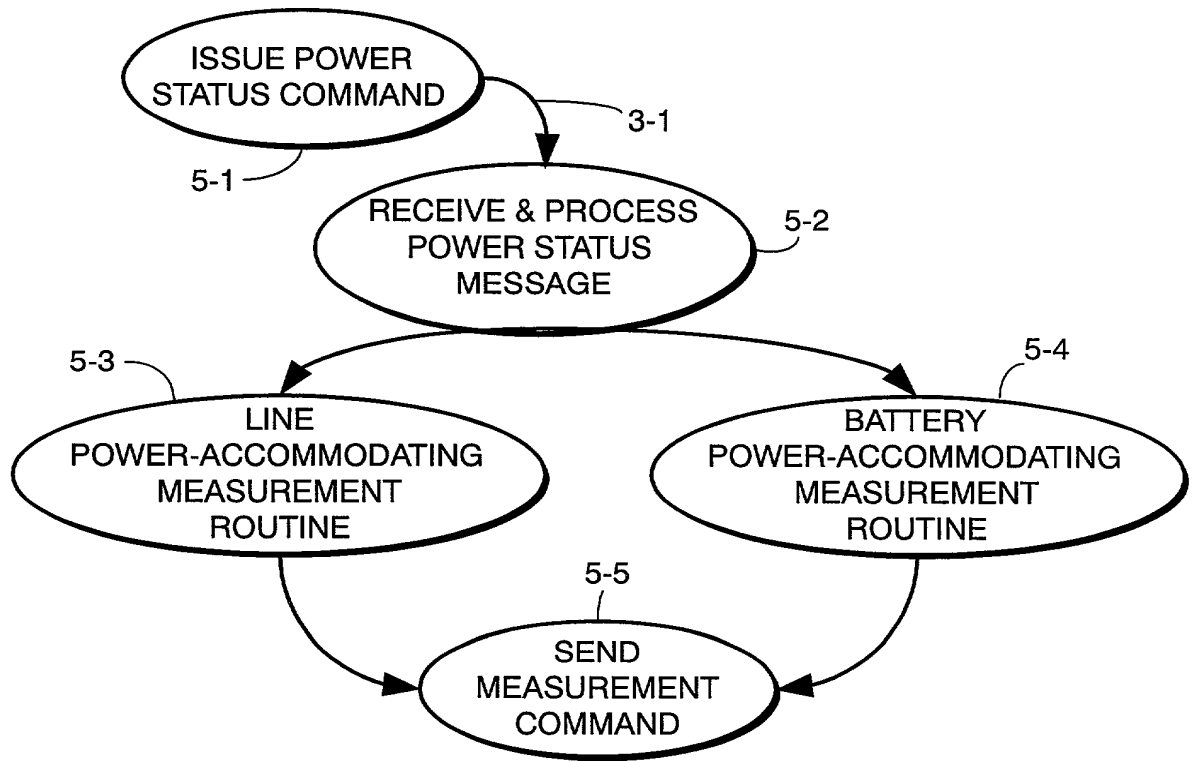 ISSUE POWER
STATUS COMMAND
3-1
5-1
RECEIVE & PROCESS
POWER STATUS
MESSAGE
5-2
5-3
5-4
LINE
POWER-ACCOMMODATING
MEASUREMENT
ROUTINE
BATTERY
POWER-ACCOMMODATING
MEASUREMENT
ROUTINE
5-5
SEND
MEASUREMENT
COMMAND